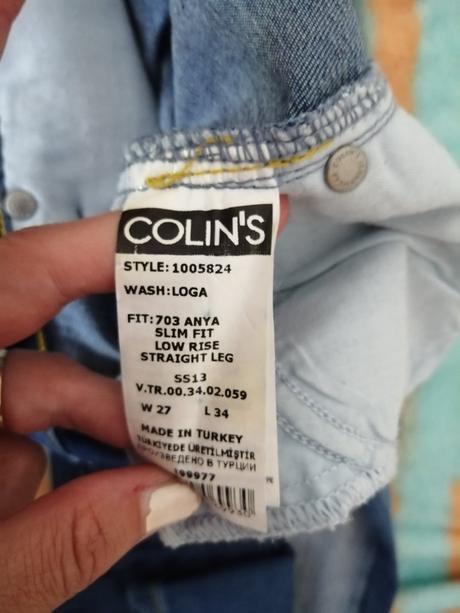 COLIN'S
STYLE: 1005824
WASH:LOGA
FIT:703 ANYA
SLIM FIT
LOW RISE
STRAIGHT LEG
SS13
V.TR.00.34.02.059
W 27 L 34
MADE IN TURKEY
TÜRKİYEDE ÜRETİLMİŞTİR
ПРОИЗВЕДЕНО В ТУРЦИИ
199977